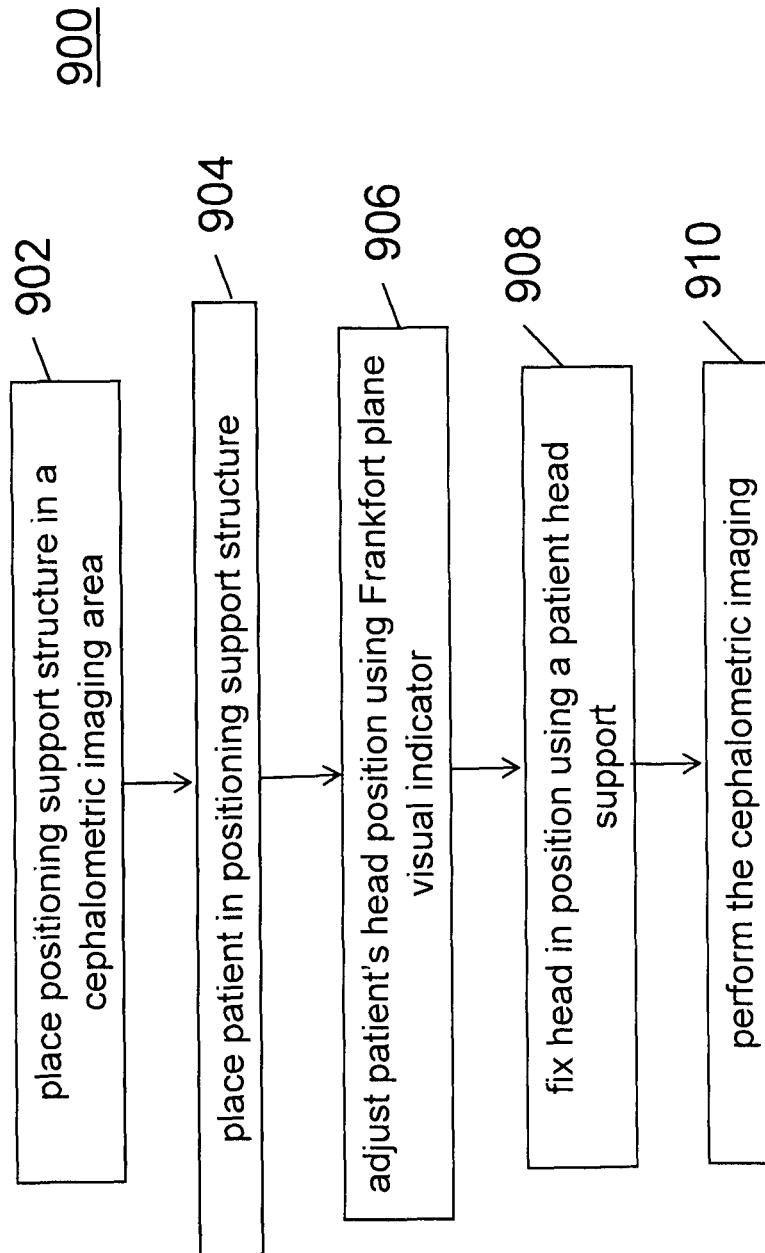 900
902
place positioning support structure in a
cephalometric imaging area
904
place patient in positioning support structure
906
adjust patient's head position using Frankfort plane
visual indicator
908
fix head in position using a patient head
support
910
perform the cephalometric imaging